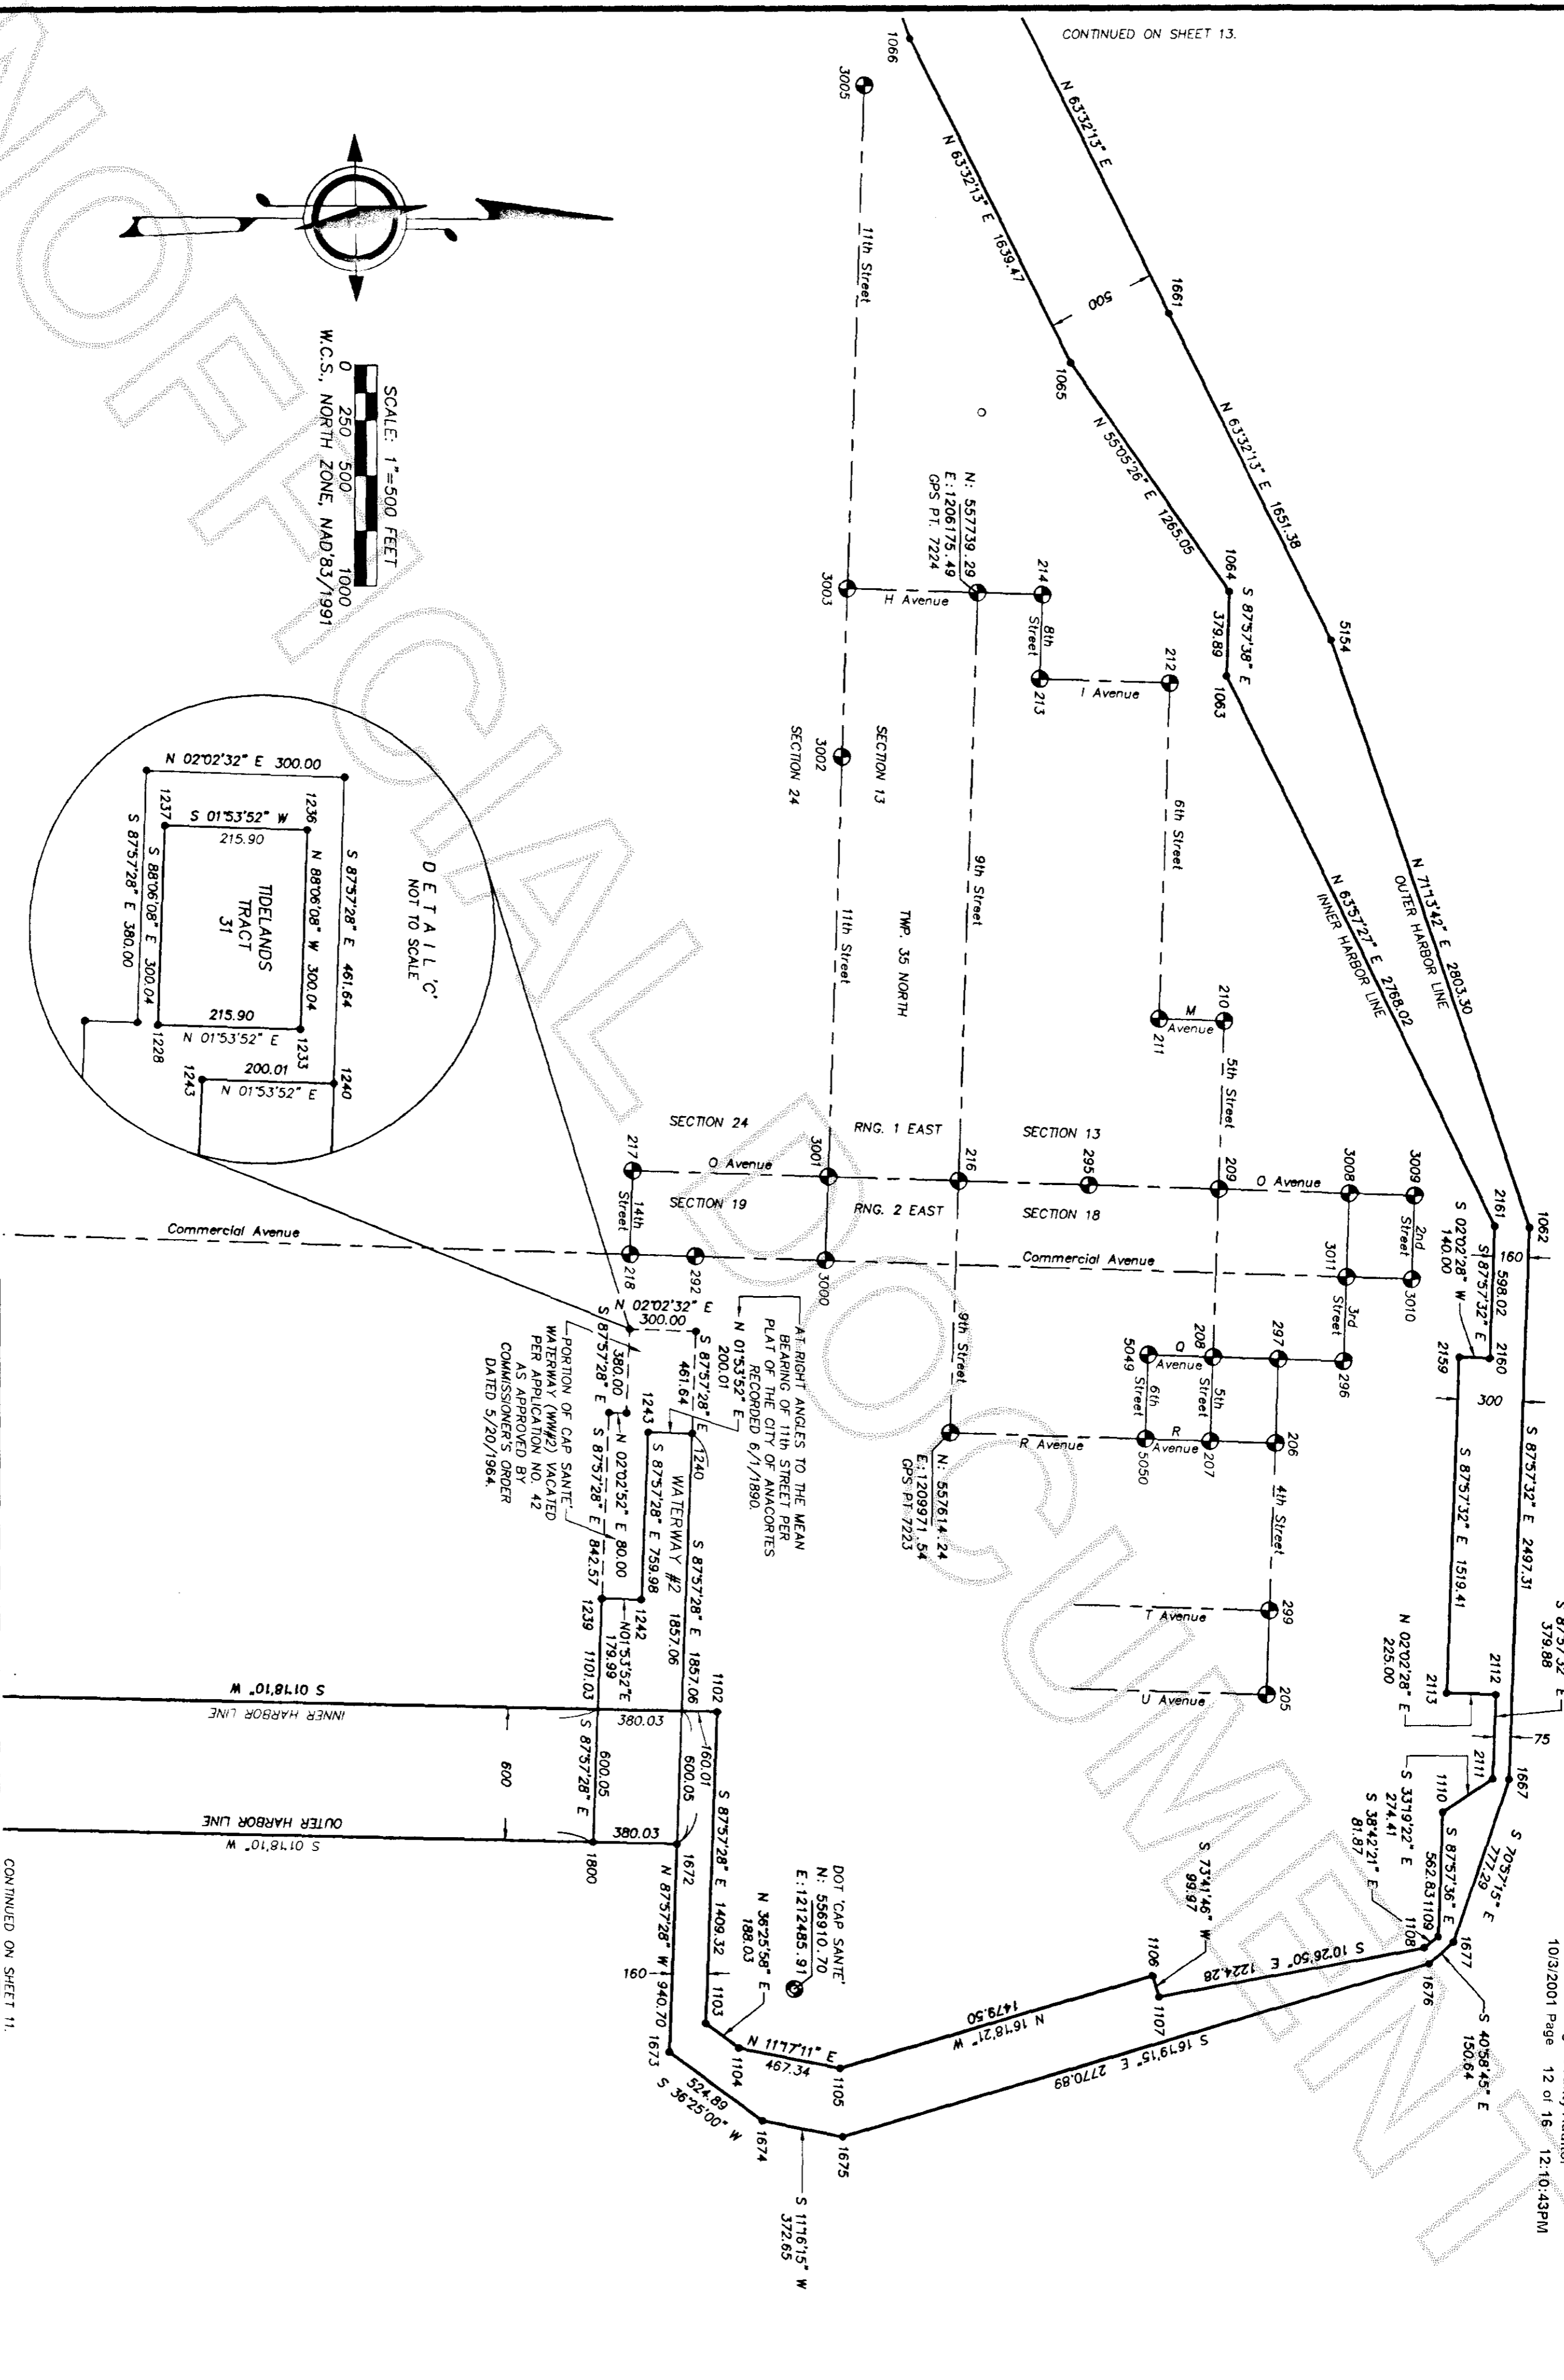 10/3/2001 Page 12 of 16 12:10:43PM
CONTINUED ON SHEET 13.
1066
3005
N 63°32'13" E
N 63°32'13" E 1639.47
500
1661
1065
11th Street
N 63°32'13" E 1651.38
N 55°05'26" E 1265.05
1064
S 87°57'38" E
379.89
1063
5154
N 71°13'42" E 2803.30
OUTER HARBOR LINE
N 63°57'27" E 2768.02
INNER HARBOR LINE
N: 557739.29
E: 1206175.49
GPS PT. 7224
214
H Avenue
3003
8th
Street
213
I Avenue
212
3002
SECTION 13
SECTION 24
6th Street
9th Street
11th Street
TWP. 35 NORTH
210
M
Avenue
211
5th Street
SCALE: 1"=500 FEET
0 250 500 1000
W.C.S., NORTH ZONE, NAD'83/1991
DETAIL 'C'
NOT TO SCALE
N 02°02'32" E 300.00
S 87°57'28" E 461.64
1236
N 88°06'08" W 300.04
1233
1240
1237
S 01°53'52" W
215.90
TIDELANDS
TRACT
31
215.90
N 01°53'52" E
200.01
N 01°53'52" E
S 88°06'08" E 300.04
1228
1243
S 87°57'28" E 380.00
SECTION 24
RNG. 1 EAST
SECTION 13
217
O Avenue
3001
216
295
209
O Avenue
3008
3009
2161
1062
14th
Street
SECTION 19
RNG. 2 EAST
SECTION 18
2nd
Street
160
S 87°57'32" E
598.02
S 02°02'28" W
140.00
Commercial Avenue
218
292
3000
Commercial Avenue
3011
3010
3rd
Street
9th Street
208
297
296
2160
2159
300
5049
Q
Avenue
6th
Street
5th
Street
R Avenue
5050
R
Avenue
207
206
4th Street
N: 557614.24
E: 1209971.54
GPS PT. 7223
S 87°57'32" E 2497.31
S 87°57'32" E 1519.41
299
T Avenue
U Avenue
205
N 02°02'28" E
225.00
2112
2113
S 87°57'32" E
379.88
75
2111
1667
N 02°02'32" E
300.00
S 87°57'28" E
461.64
380.00
S 87°57'28" E
AT RIGHT ANGLES TO THE MEAN
BEARING OF 11th STREET PER
PLAT OF THE CITY OF ANACORTES
RECORDED 6/1/1890.
N 01°53'52" E
200.01
1240
1243
PORTION OF CAP SANTE'
WATERWAY (WW#2) VACATED
PER APPLICATION NO. 42
AS APPROVED BY
COMMISSIONER'S ORDER
DATED 5/20/1964.
N 02°02'52" E 80.00
S 87°57'28" E 842.57
S 87°57'28" E 759.98
WATERWAY #2 1857.06
S 87°57'28" E 1857.06
1242
1239
N01°53'52"E
179.99
1101.03
1102
S 01°18'10" W
INNER HARBOR LINE
380.03
160.01
600.05
S 87°57'28" E
600.05
600
OUTER HARBOR LINE
S 01°18'10" W
380.03
1672
1800
S 87°57'28" E 1409.32
N 87°57'28" W 940.70
160
1103
1673
DOT 'CAP SANTE'
N: 556910.70
E: 1212485.91
N 36°25'58" E
188.03
1104
N 11°17'11" E
467.34
1105
524.89
S 36°25'00" W
1674
1675
S 11°16'15" W
372.65
N 16°18'21" W
1479.50
S 16°19'15" E 2770.89
S 73°41'46" W
99.97
1106
1107
S 10°26'50" E 1224.28
1108
1109
1110
S 33°19'22" E
274.41
S 38°42'21" E
81.87
S 87°57'36" E
562.83
S 70°57'15" E
777.29
1677
1676
S 40°58'45" E
150.64
CONTINUED ON SHEET 11.
UNOFFICIAL DOCUMENT